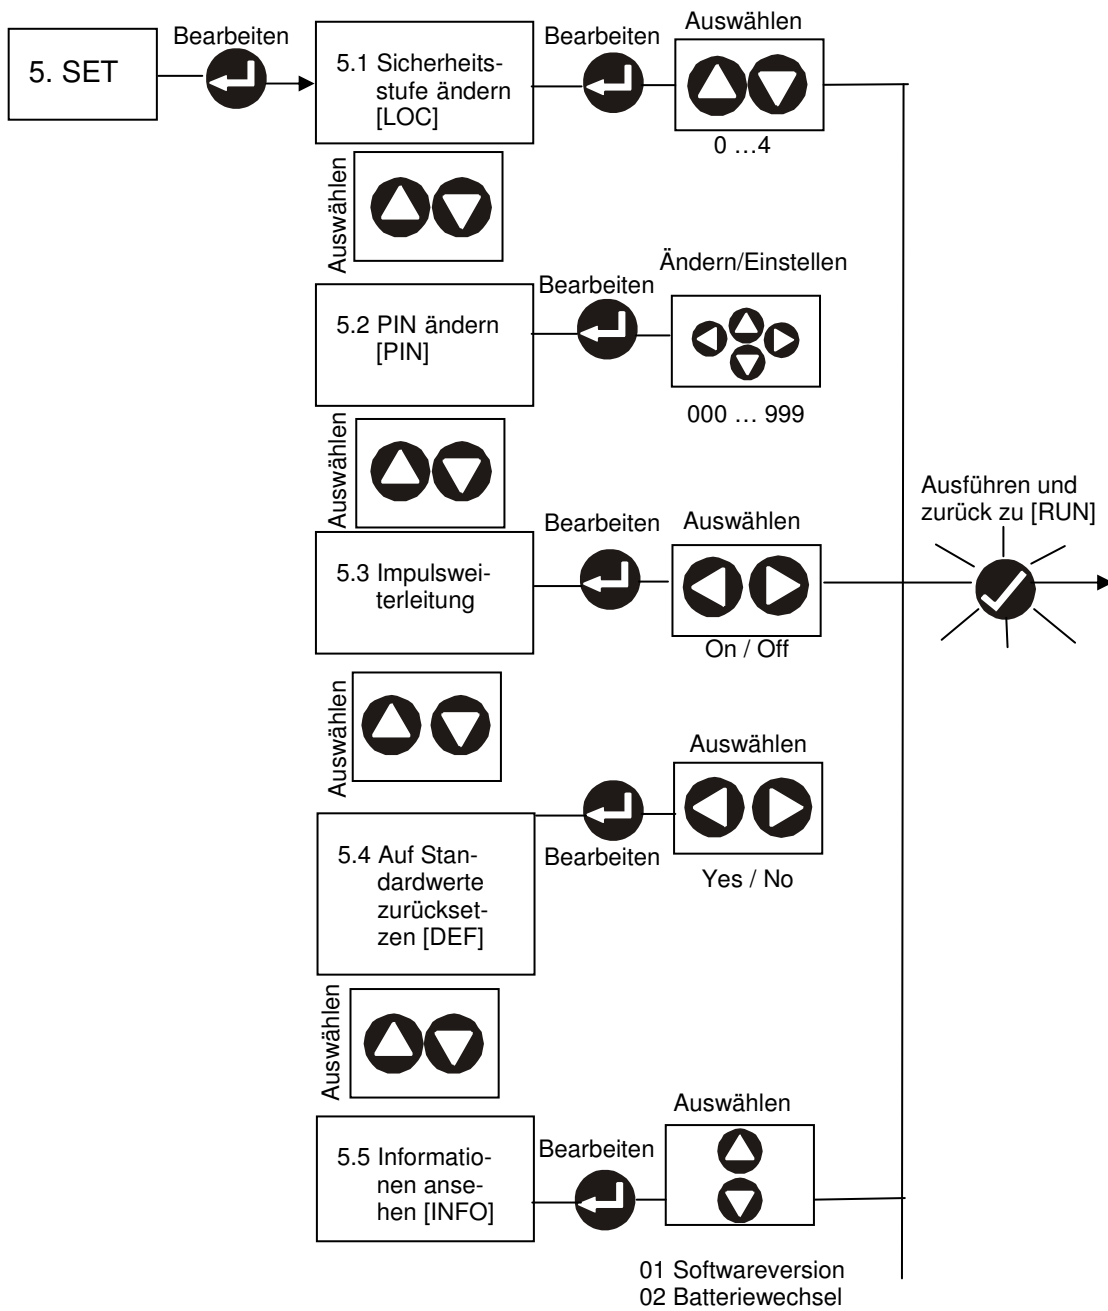 5. SET
Bearbeiten
5.1 Sicherheits-
stufe ändern
[LOC]
Bearbeiten
Auswählen
0 …4
Auswählen
5.2 PIN ändern
[PIN]
Bearbeiten
Ändern/Einstellen
000 … 999
Auswählen
5.3 Impulswei-
terleitung
Bearbeiten
Auswählen
On / Off
Ausführen und
zurück zu [RUN]
Auswählen
5.4 Auf Stan-
dardwerte
zurückset-
zen [DEF]
Bearbeiten
Auswählen
Yes / No
Auswählen
5.5 Informatio-
nen anse-
hen [INFO]
Bearbeiten
Auswählen
01 Softwareversion
02 Batteriewechsel